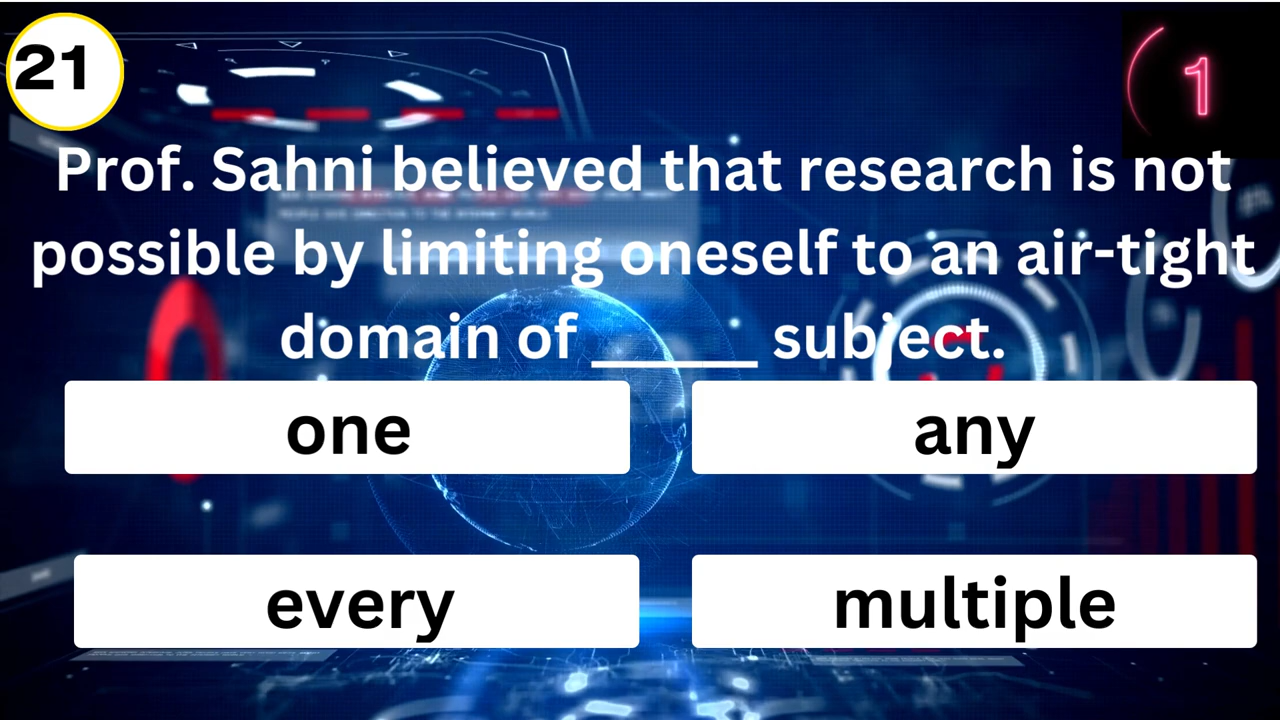 21
1
Prof. Sahni believed that research is not
possible by limiting oneself to an air-tight
domain of ______ subject.
one
any
every
multiple